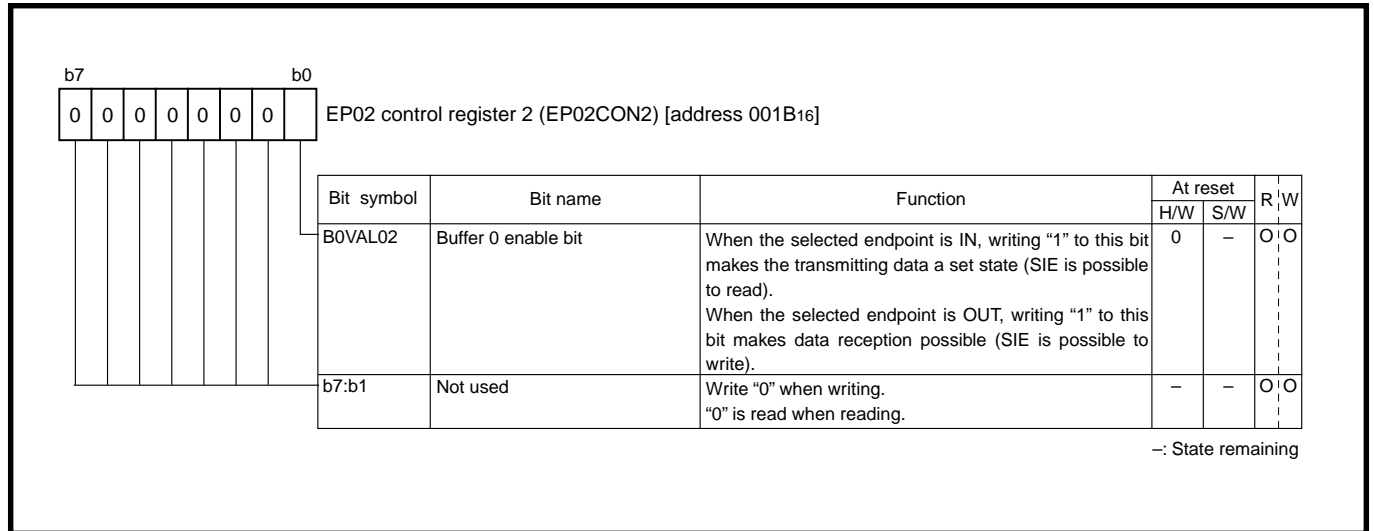 b7 b0
0 0 0 0 0 0 0 EP02 control register 2 (EP02CON2) [address 001B16]
Bit symbol Bit name Function At reset R W
H/W S/W
B0VAL02 Buffer 0 enable bit When the selected endpoint is IN, writing “1” to this bit 0 – O O
makes the transmitting data a set state (SIE is possible
to read).
When the selected endpoint is OUT, writing “1” to this
bit makes data reception possible (SIE is possible to
write).
b7:b1 Not used Write “0” when writing. – – O O
“0” is read when reading.
–: State remaining